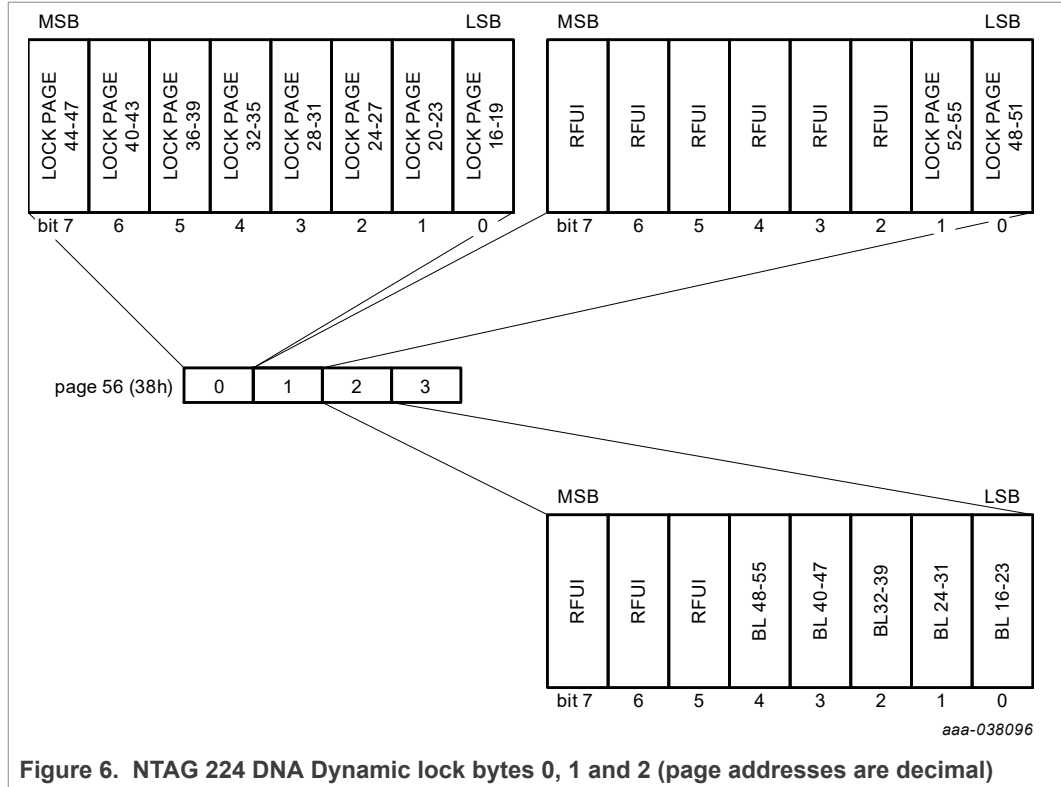 MSB LSB MSB LSB
LOCK PAGE 44-47
LOCK PAGE 40-43
LOCK PAGE 36-39
LOCK PAGE 32-35
LOCK PAGE 28-31
LOCK PAGE 24-27
LOCK PAGE 20-23
LOCK PAGE 16-19
RFUI
RFUI
RFUI
RFUI
RFUI
RFUI
LOCK PAGE 52-55
LOCK PAGE 48-51
bit 7 6 5 4 3 2 1 0 bit 7 6 5 4 3 2 1 0
page 56 (38h) 0 1 2 3
MSB LSB
RFUI
RFUI
RFUI
BL 48-55
BL 40-47
BL32-39
BL 24-31
BL 16-23
bit 7 6 5 4 3 2 1 0
aaa-038096
Figure 6. NTAG 224 DNA Dynamic lock bytes 0, 1 and 2 (page addresses are decimal)